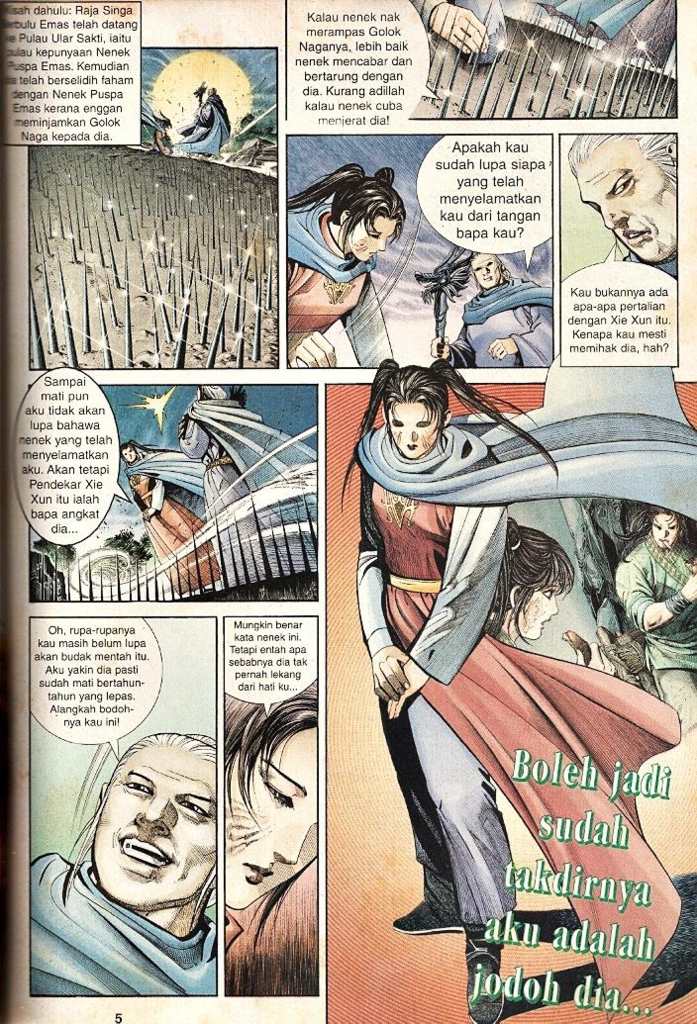 Kisah dahulu: Raja Singa
Berbulu Emas telah datang
ke Pulau Ular Sakti, iaitu
pulau kepunyaan Nenek
Puspa Emas. Kemudian
dia telah berselidih faham
dengan Nenek Puspa
Emas kerana enggan
meminjamkan Golok
Naga kepada dia.
Kalau nenek nak
merampas Golok
Naganya, lebih baik
nenek mencabar dan
bertarung dengan
dia. Kurang adillah
kalau nenek cuba
menjerat dia!
Apakah kau
sudah lupa siapa
yang telah
menyelamatkan
kau dari tangan
bapa kau?
Kau bukannya ada
apa-apa pertalian
dengan Xie Xun itu.
Kenapa kau mesti
memihak dia, hah?
Sampai
mati pun
aku tidak akan
lupa bahawa
nenek yang telah
menyelamatkan
aku. Akan tetapi
Pendekar Xie
Xun itu ialah
bapa angkat
dia...
Oh, rupa-rupanya
kau masih belum lupa
akan budak mentah itu.
Aku yakin dia pasti
sudah mati bertahun-
tahun yang lepas.
Alangkah bodoh-
nya kau ini!
Mungkin benar
kata nenek ini.
Tetapi entah apa
sebabnya dia tak
pernah lekang
dari hati ku...
Boleh jadi
sudah
takdirnya
aku adalah
jodoh dia...
5